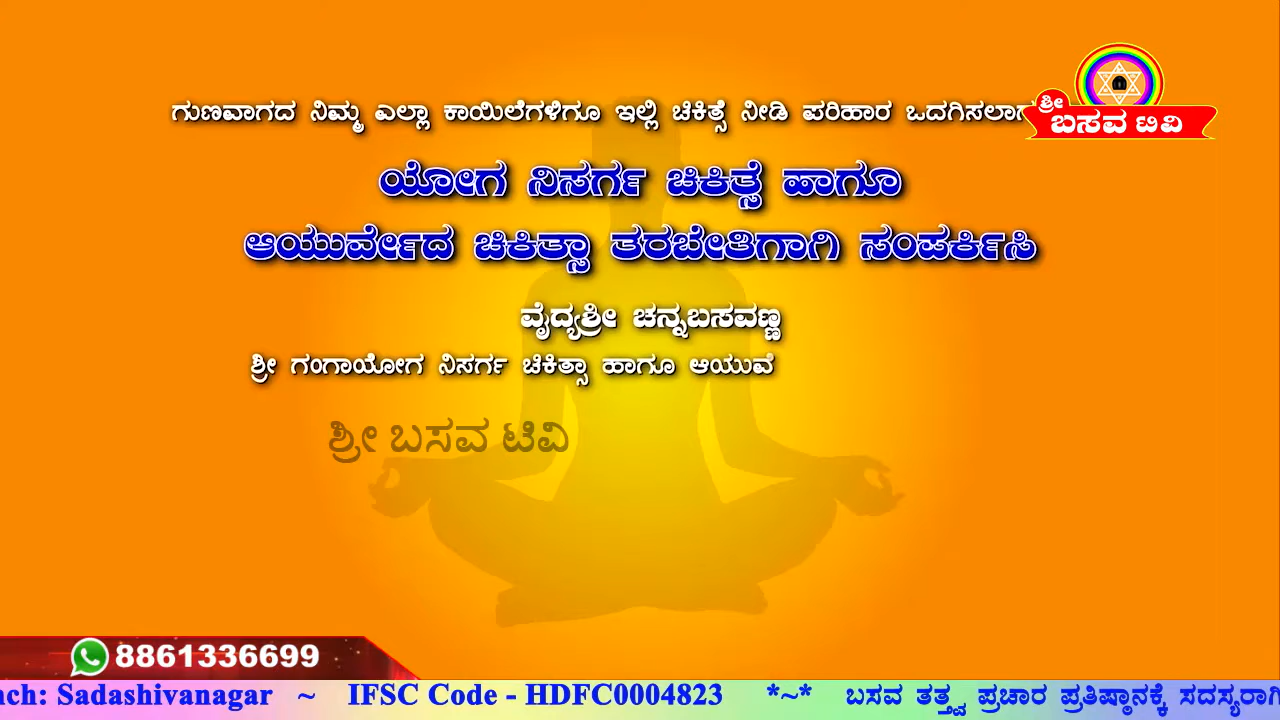 ಗುಣವಾಗದ ನಿಮ್ಮ ಎಲ್ಲಾ ಕಾಯಿಲೆಗಳಿಗೂ ಇಲ್ಲಿ ಚಿಕಿತ್ಸೆ ನೀಡಿ ಪರಿಹಾರ ಒದಗಿಸಲಾಗು
ಶ್ರೀ
ಬಸವ ಟಿವಿ
ಯೋಗ ನಿಸರ್ಗ ಚಿಕಿತ್ಸೆ ಹಾಗೂ
ಆಯುರ್ವೇದ ಚಿಕಿತ್ಸಾ ತರಬೇತಿಗಾಗಿ ಸಂಪರ್ಕಿಸಿ
ವೈದ್ಯಶ್ರೀ ಚನ್ನಬಸವಣ್ಣ
ಶ್ರೀ ಗಂಗಾಯೋಗ ನಿಸರ್ಗ ಚಿಕಿತ್ಸಾ ಹಾಗೂ ಆಯುವೆ
ಶ್ರೀ ಬಸವ ಟಿವಿ
8861336699
nch: Sadashivanagar ~ IFSC Code - HDFC0004823 *~* ಬಸವ ತತ್ತ್ವ ಪ್ರಚಾರ ಪ್ರತಿಷ್ಠಾನಕ್ಕೆ ಸದಸ್ಯರಾಗಿ